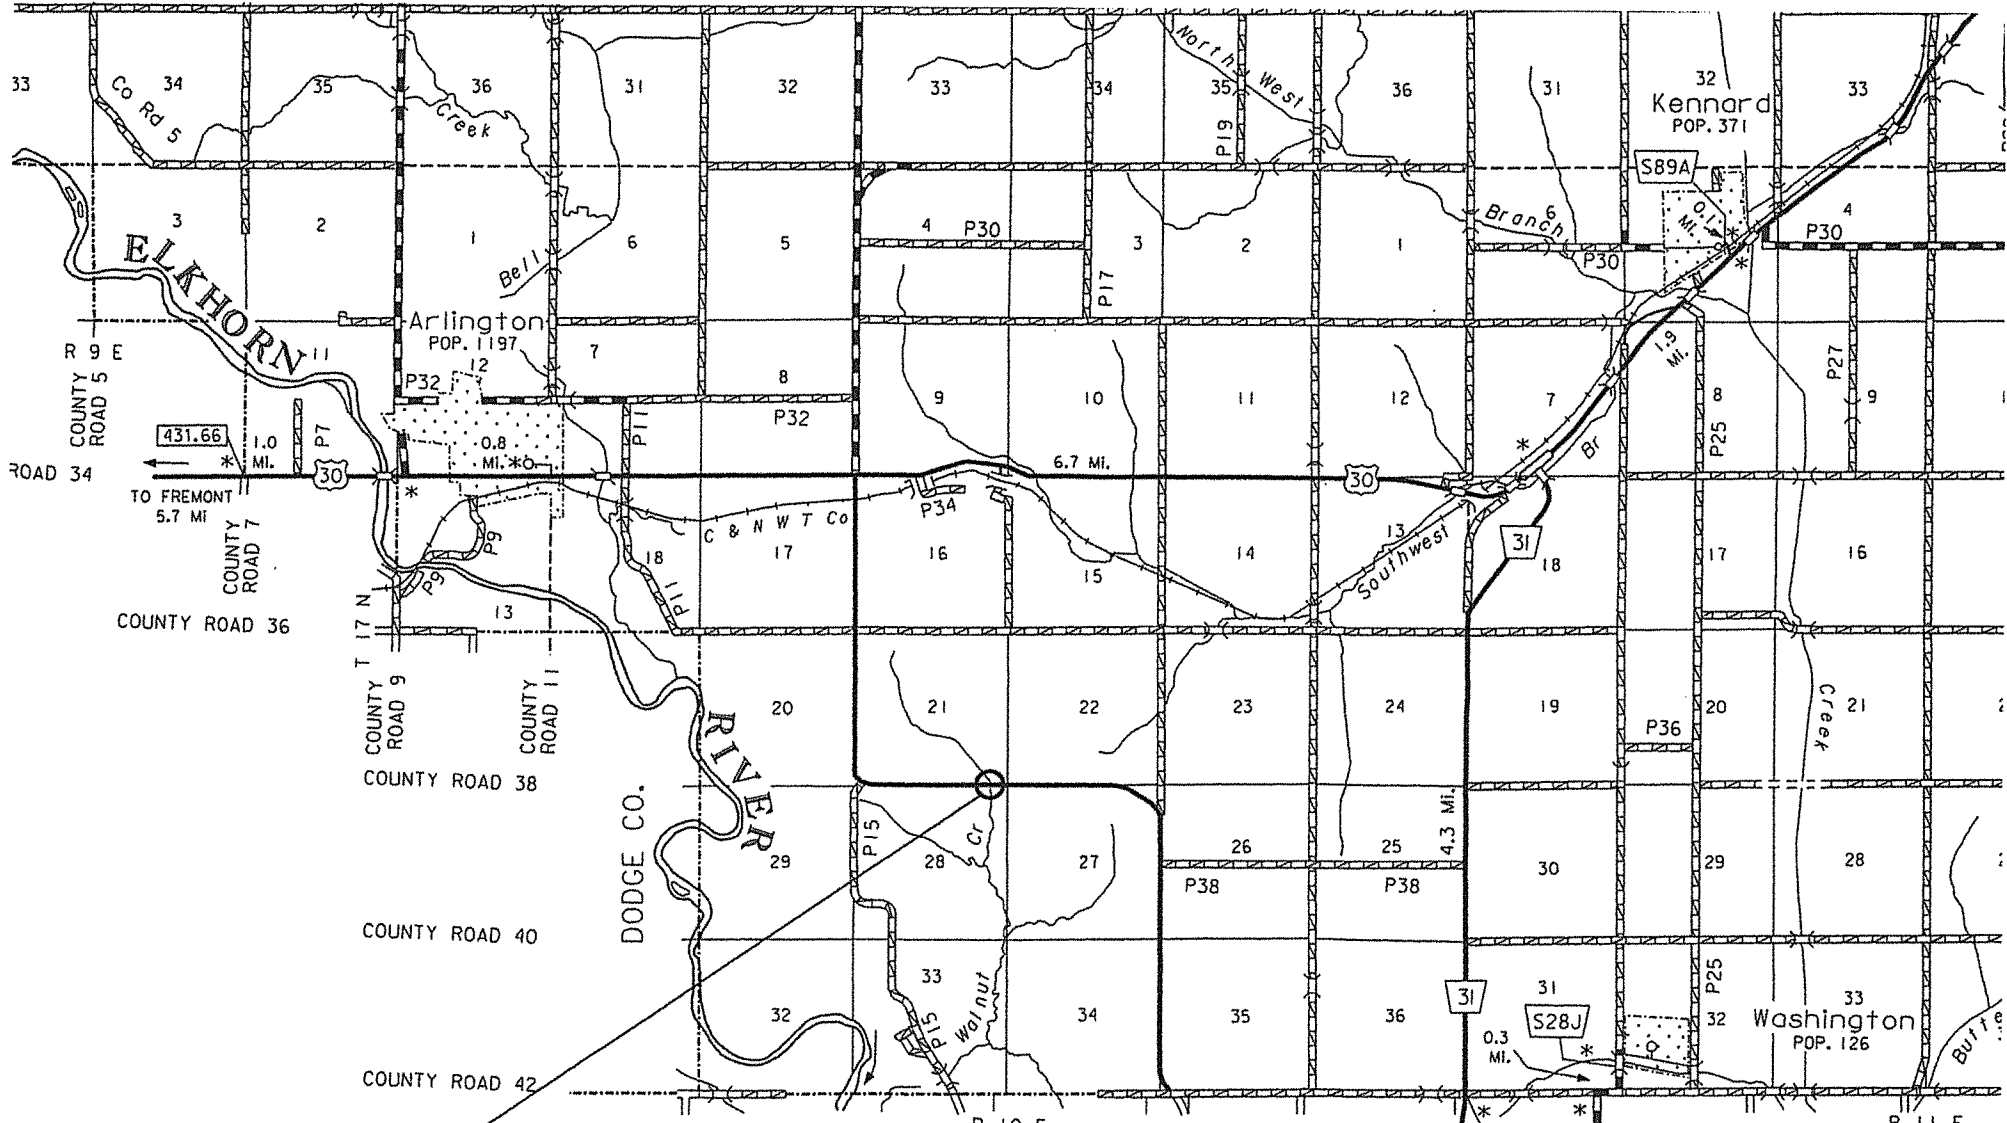 33
34
35
36
31
32
33
34
35
36
31
32
33
Co Rd 5
Creek
North West
P19
Kennard
POP. 371
S89A
0.1
MI.
3
2
1
6
5
4
P30
3
2
1
Branch
6
P30
4
P30
Bell
P17
ELKHORN
Arlington
POP. 1197
R 9 E
COUNTY
ROAD 5
11
12
7
8
9
10
11
12
7
1.9
MI.
8
P27
9
P32
P32
P11
P25
Br
431.66
1.0
MI.
P7
0.8
MI.
ROAD 34
30
6.7 Mi.
30
TO FREMONT
5.7 MI
COUNTY
ROAD 7
P9
P9
C & N W T Co
P34
31
18
17
16
15
14
13
Southwest
18
17
16
P11
13
COUNTY ROAD 36
T 17 N
COUNTY
ROAD 9
COUNTY
ROAD 11
RIVER
20
21
22
23
24
19
20
21
P36
Creek
COUNTY ROAD 38
DODGE CO.
P15
Cr
4.3 Mi.
29
28
27
26
25
30
29
28
P38
P38
COUNTY ROAD 40
32
33
34
35
36
31
31
32
33
P25
P15
Walnut
S28J
0.3
MI.
Washington
POP. 126
Butte
COUNTY ROAD 42